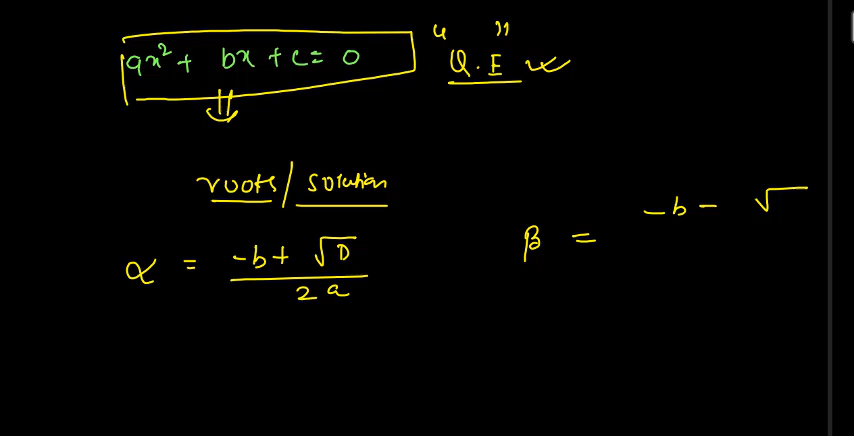 ax² + bx + c = 0 "Q.E"
roots / solution
α = (-b + √D) / 2a β = -b - √